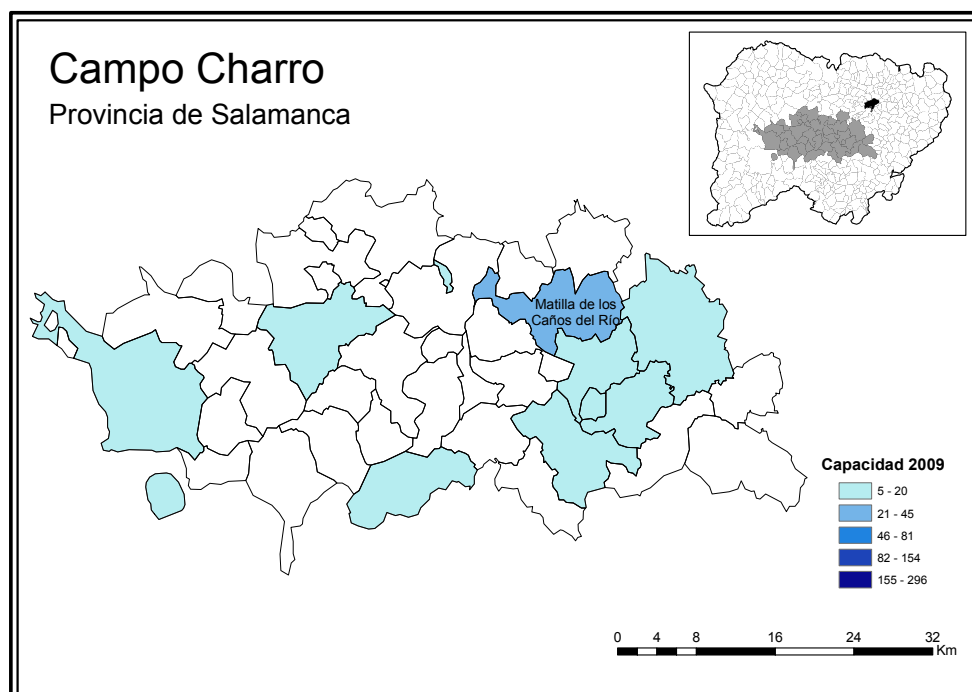 Campo Charro
Provincia de Salamanca
Matilla de los
Caños del Río
Capacidad 2009
5 - 20
21 - 45
46 - 81
82 - 154
155 - 296
0 4 8 16 24 32
Km